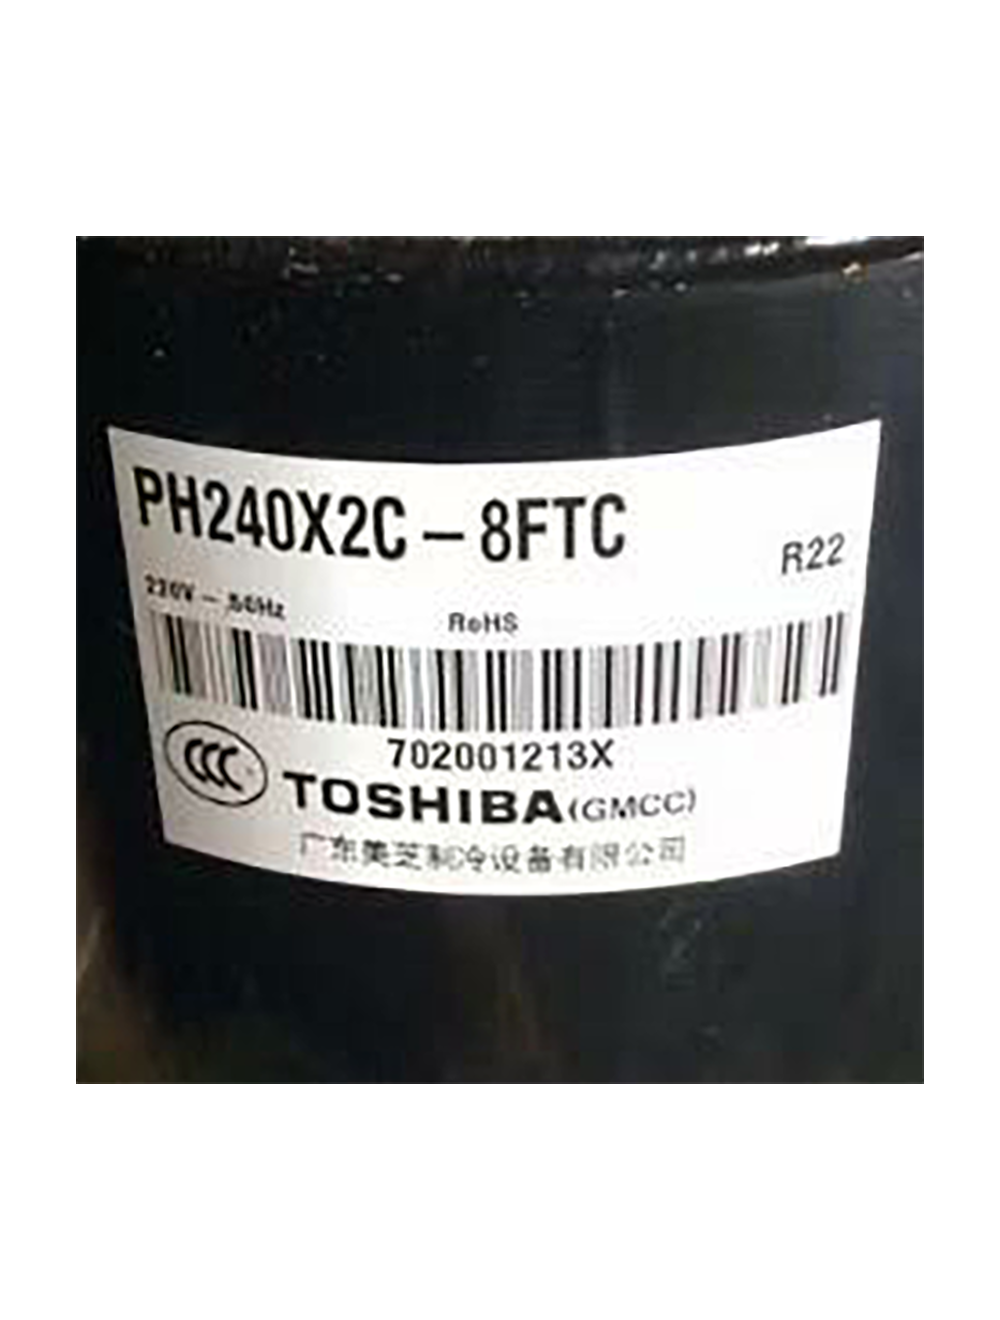 PH240X2C-8FTC
R22
220V - 50Hz
RoHS
702001213X
CCC
TOSHIBA(GMCC)
广东美芝制冷设备有限公司